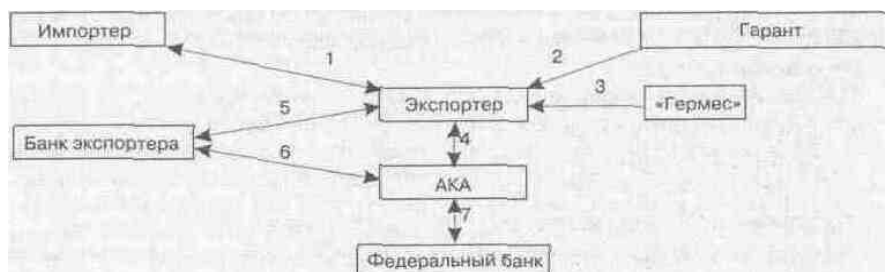 Импортер
Гарант
1
2
Экспортер
3
«Гермес»
5
Банк экспортера
4
6
АКА
7
Федеральный банк